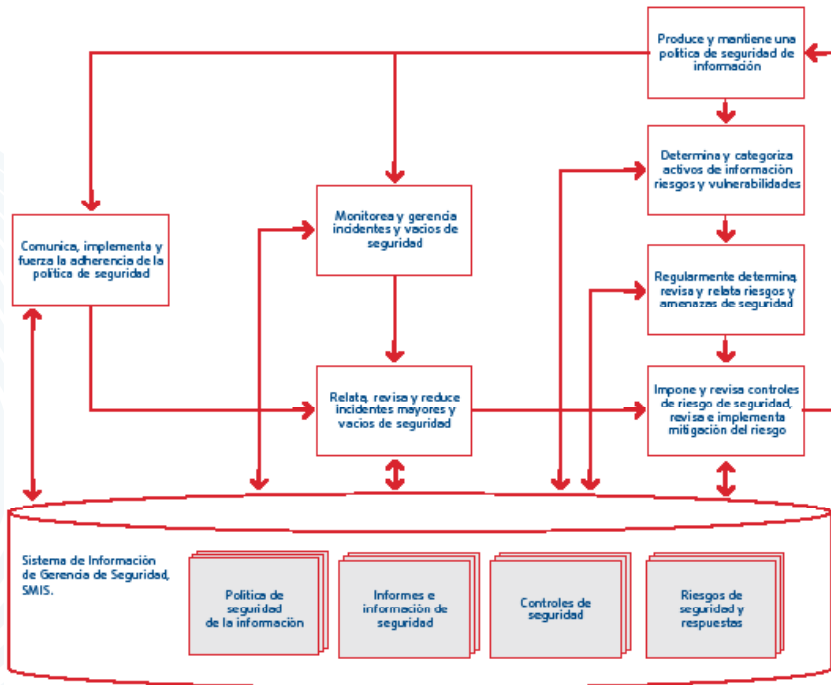 Produce y mantiene una
política de seguridad de
información
Determina y categoriza
activos de información
riesgos y vulnerabilidades
Monitorea y gerencia
incidentes y vacios de
seguridad
Comunica, implementa y
fuerza la adherencia de la
política de seguridad
Regularmente determina,
revisa y relata riesgos y
amenazas de seguridad
Relata, revisa y reduce
incidentes mayores y
vacios de seguridad
Impone y revisa controles
de riesgo de seguridad,
revisa e implementa
mitigación del riesgo
Sistema de Información
de Gerencia de Seguridad,
SMIS.
Política de
seguridad
de la información
Informes e
información de
seguridad
Controles de
seguridad
Riesgos de
seguridad y
respuestas